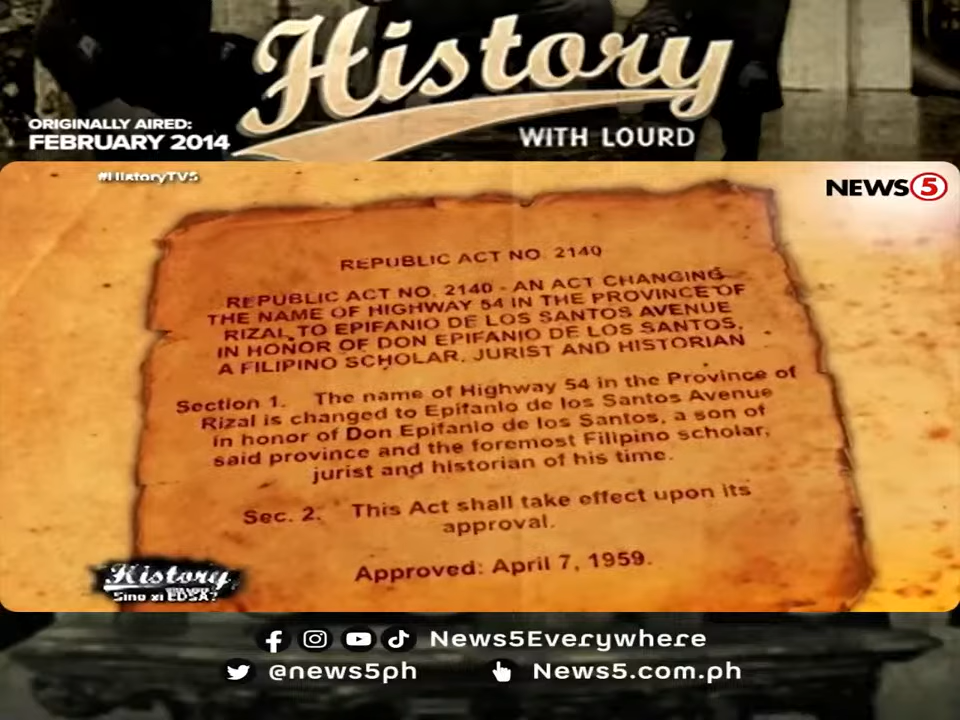 History
WITH LOURD
ORIGINALLY AIRED:
FEBRUARY 2014
#HistoryTV5
NEWS5
REPUBLIC ACT NO. 2140
REPUBLIC ACT NO. 2140 - AN ACT CHANGING
THE NAME OF HIGHWAY 54 IN THE PROVINCE OF
RIZAL, TO EPIFANIO DE LOS SANTOS AVENUE
IN HONOR OF DON EPIFANIO DE LOS SANTOS,
A FILIPINO SCHOLAR, JURIST AND HISTORIAN
Section 1. The name of Highway 54 in the Province of
Rizal is changed to Epifanio de los Santos Avenue
in honor of Don Epifanio de los Santos, a son of
said province and the foremost Filipino scholar,
jurist and historian of his time.
Sec. 2. This Act shall take effect upon its
approval.
Approved: April 7, 1959.
History
Sino si EDSA?
News5Everywhere
@news5ph News5.com.ph